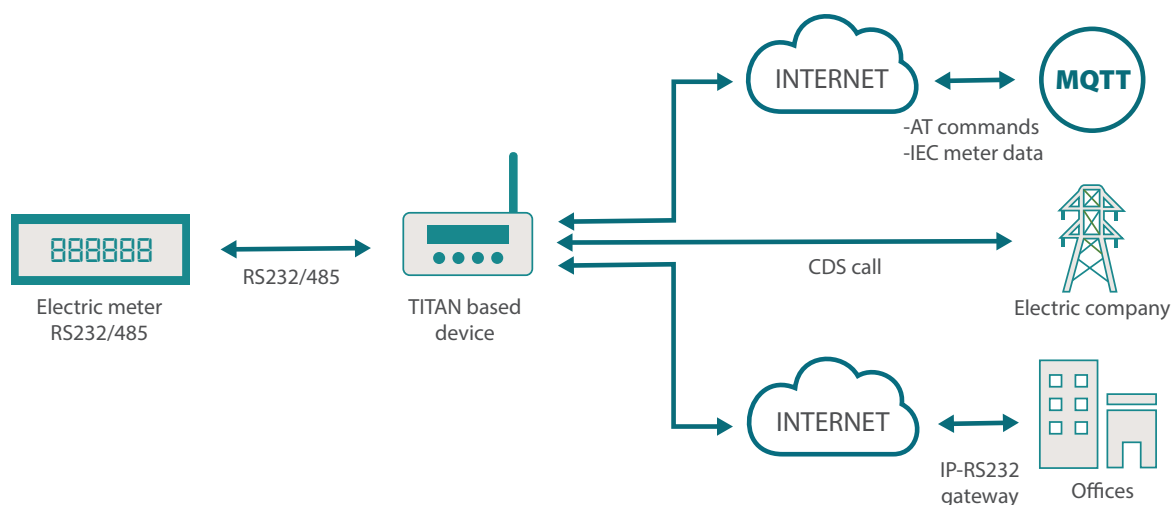 INTERNET
MQTT
-AT commands
-IEC meter data
888888
RS232/485
Electric meter
RS232/485
TITAN based
device
CDS call
Electric company
INTERNET
IP-RS232
gateway
Offices